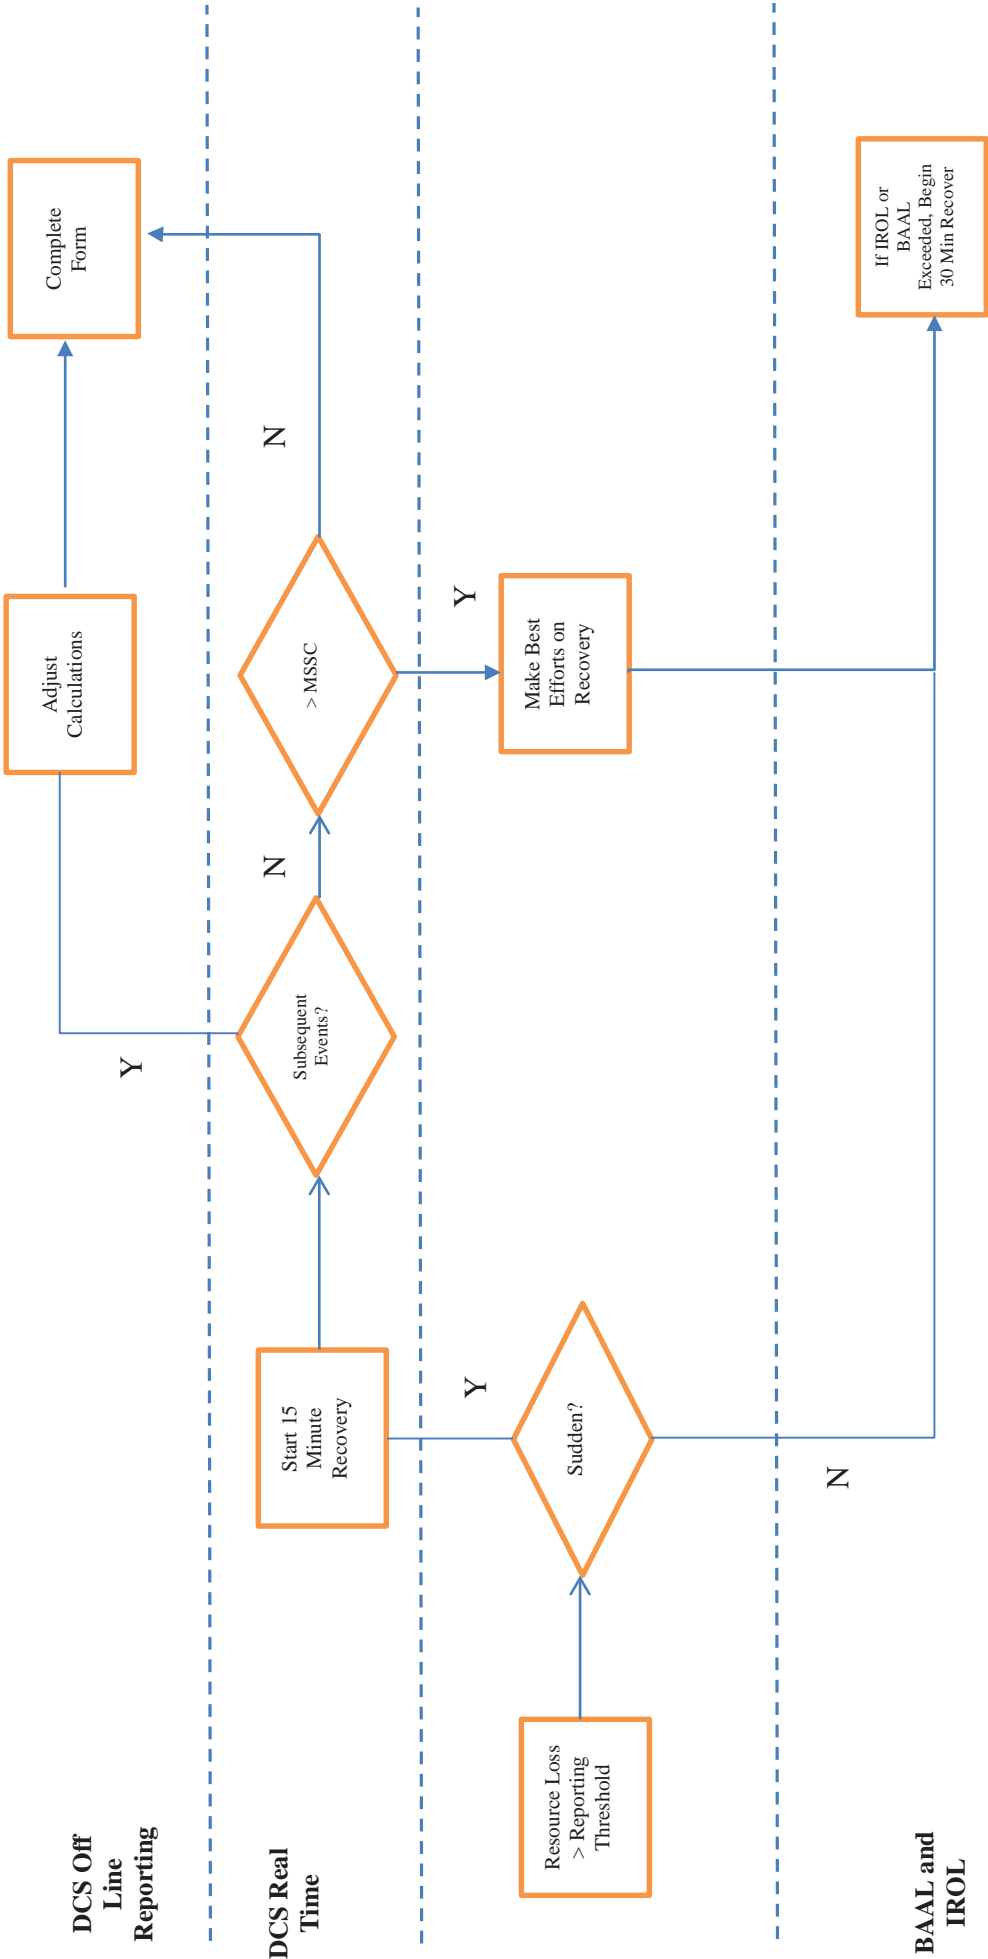 DCS Off
Line
Reporting
Adjust
Calculations
Complete
Form
Y
DCS Real
Time
Start 15
Minute
Recovery
Subsequent
Events?
N
> MSSC
N
Y
Y
Resource Loss
> Reporting
Threshold
Sudden?
Make Best
Efforts on
Recovery
N
BAAL and
IROL
If IROL or
BAAL
Exceeded, Begin
30 Min Recover